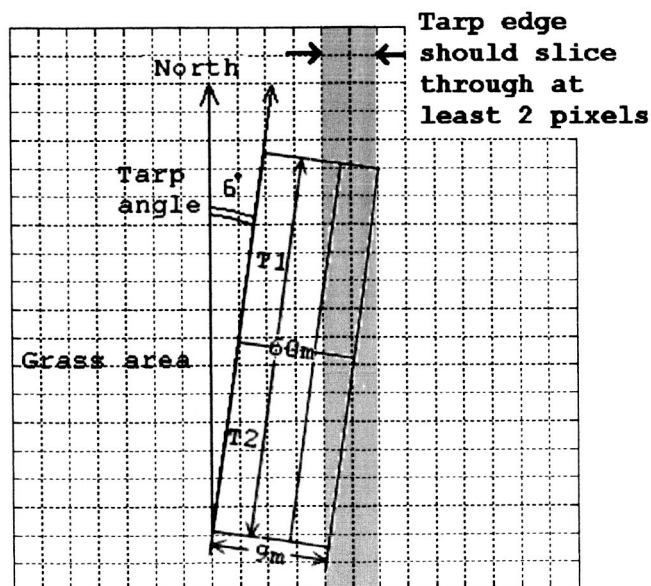 Tarp edge
should slice
through at
least 2 pixels
North
Tarp
angle
6°
T1
60m
Grass area
T2
9m